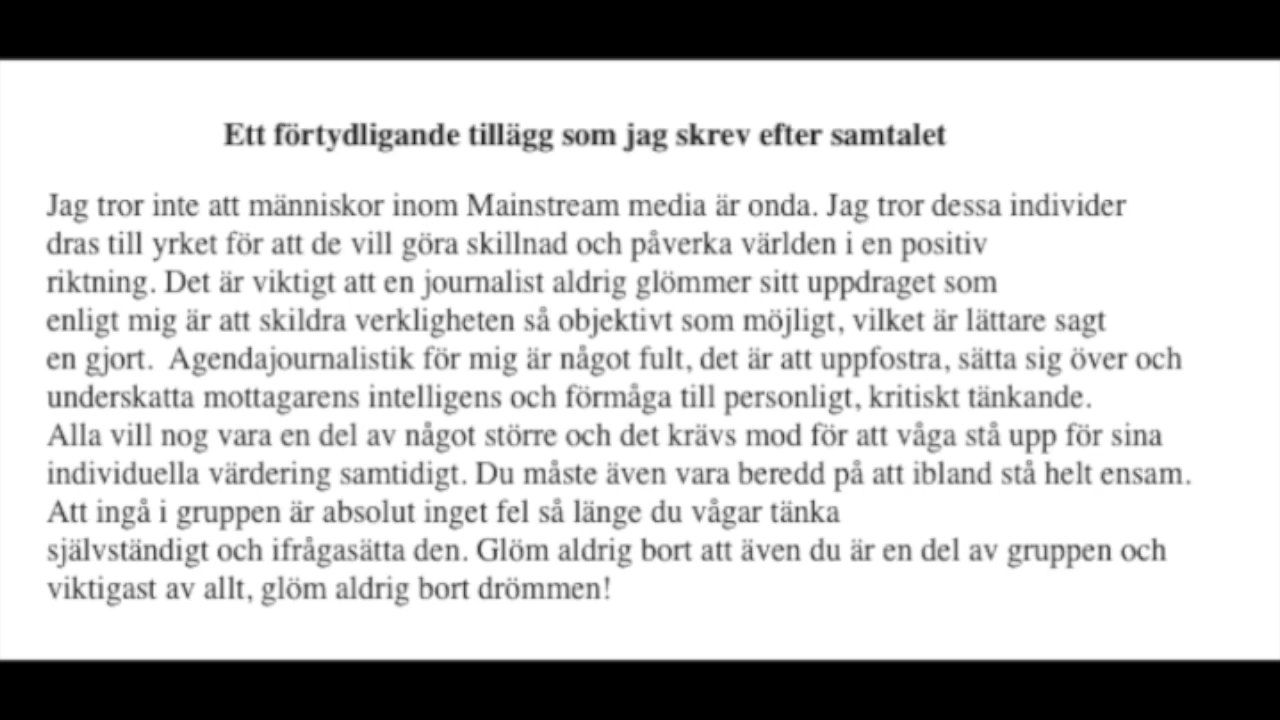 Ett förtydligande tillägg som jag skrev efter samtalet
Jag tror inte att människor inom Mainstream media är onda. Jag tror dessa individer
dras till yrket för att de vill göra skillnad och påverka världen i en positiv
riktning. Det är viktigt att en journalist aldrig glömmer sitt uppdraget som
enligt mig är att skildra verkligheten så objektivt som möjligt, vilket är lättare sagt
en gjort.  Agendajournalistik för mig är något fult, det är att uppfostra, sätta sig över och
underskatta mottagarens intelligens och förmåga till personligt, kritiskt tänkande.
Alla vill nog vara en del av något större och det krävs mod för att våga stå upp för sina
individuella värdering samtidigt. Du måste även vara beredd på att ibland stå helt ensam.
Att ingå i gruppen är absolut inget fel så länge du vågar tänka
självständigt och ifrågasätta den. Glöm aldrig bort att även du är en del av gruppen och
viktigast av allt, glöm aldrig bort drömmen!